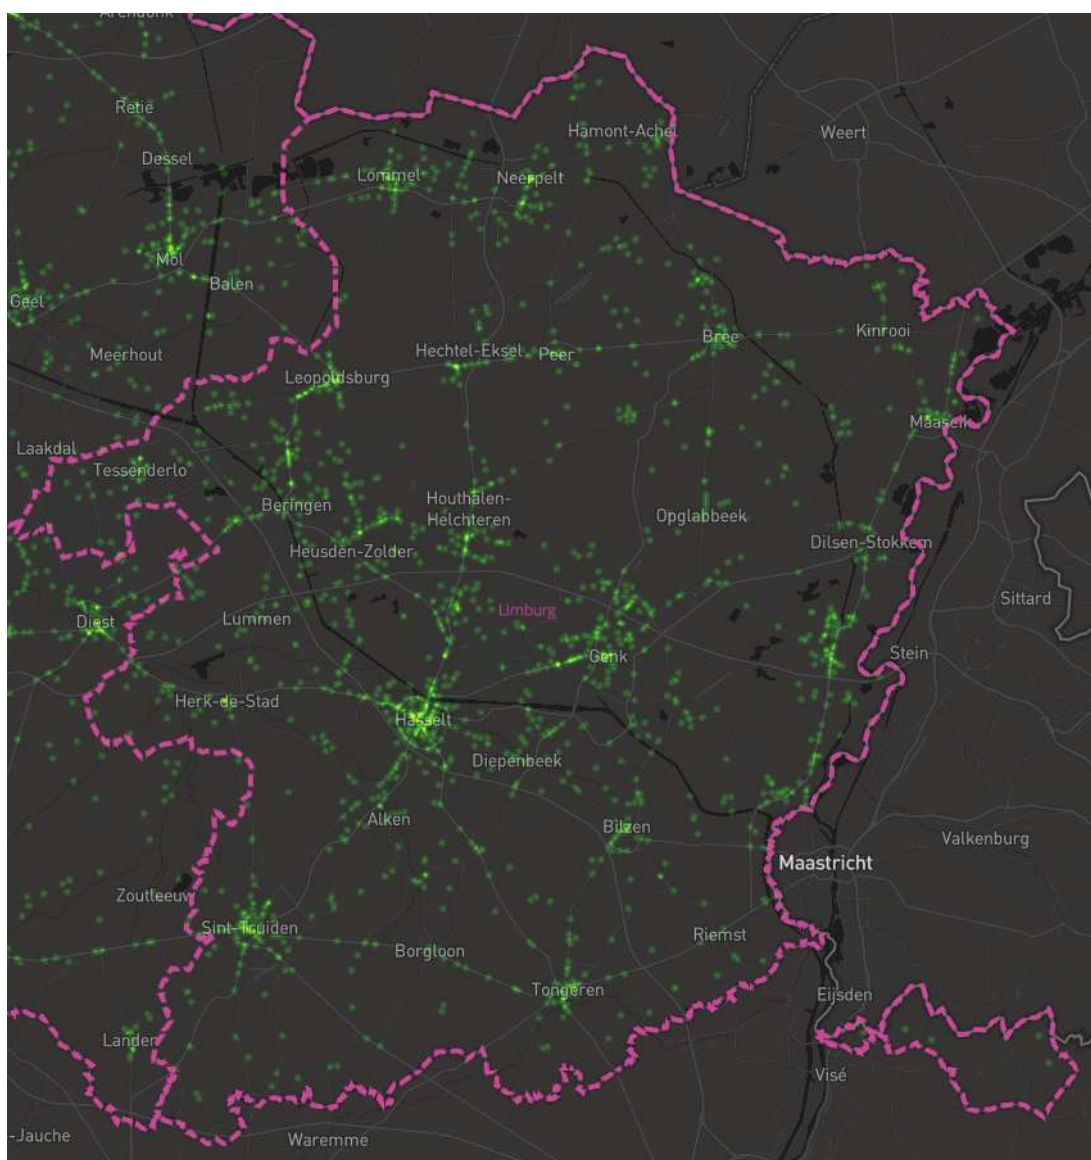 Arendonk
Retie
Weert
Hamont-Achel
Dessel
Lommel
Neerpelt
Mol
Balen
Geel
Kinrooi
Bree
Meerhout
Hechtel-Eksel
Peer
Leopoldsburg
Maaseik
Laakdal
Tessenderlo
Beringen
Houthalen-
Helchteren
Opglabbeek
Heusden-Zolder
Dilsen-Stokkem
Sittard
Limburg
Lummen
Diest
Stein
Genk
Herk-de-Stad
Hasselt
Diepenbeek
Alken
Bilzen
Valkenburg
Maastricht
Zoutleeuw
Sint-Truiden
Riemst
Borgloon
Tongeren
Eijsden
Landen
Visé
-Jauche
Waremme